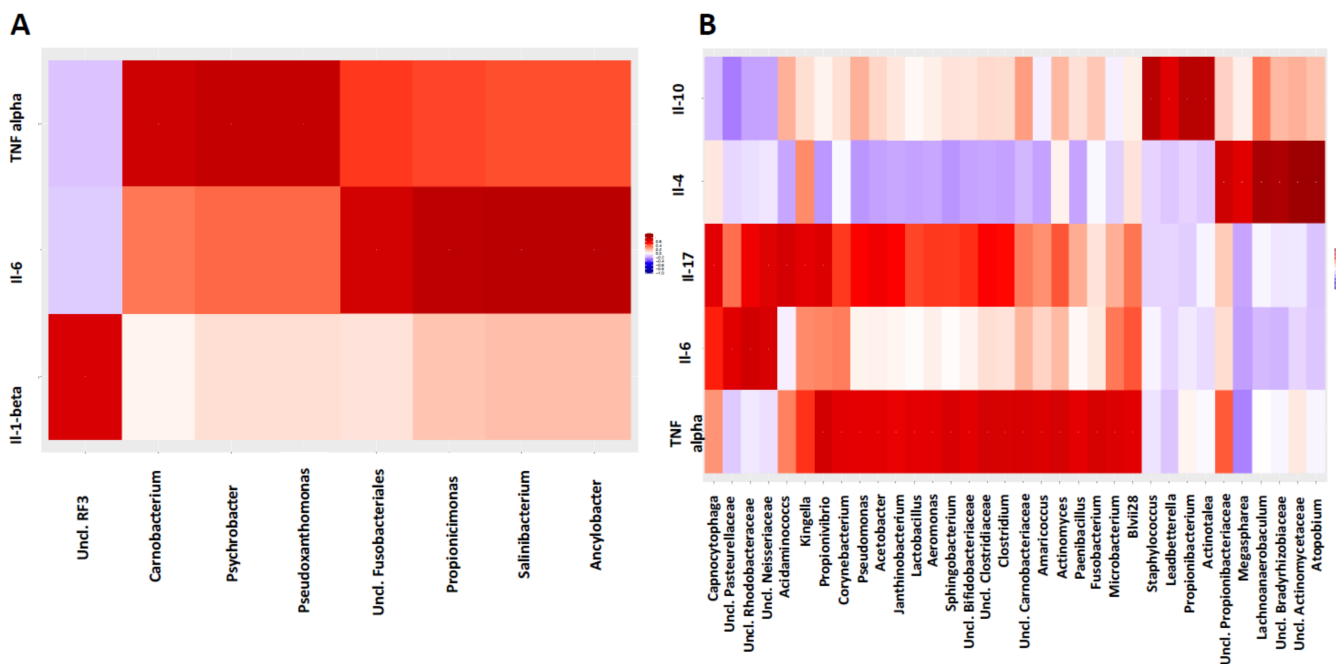 A
B
TNF alpha
Il-6
Il-1-beta
Uncl. RF3
Carnobacterium
Psychrobacter
Pseudoxanthomonas
Uncl. Fusobacteriales
Propionicimonas
Salinibacterium
Ancylobacter
Il-10
Il-4
Il-17
Il-6
TNF
alpha
Capnocytophaga
Uncl. Pasteurellaceae
Uncl. Rhodobacteraceae
Uncl. Neisseriaceae
Acidaminococcs
Kingella
Propionivibrio
Corynebacterium
Pseudomonas
Acetobacter
Janthinobacterium
Lactobacillus
Aeromonas
Sphingobacterium
Uncl. Bifidobacteriaceae
Uncl. Clostridiaceae
Clostridium
Uncl. Carnobacteriaceae
Amaricoccus
Actinomyces
Paenibacillus
Fusobacterium
Microbacterium
Blvii28
Staphylococcus
Leadbetterella
Propionibacterium
Actinotalea
Uncl. Propionibacteriaceae
Megaspharea
Lachnoanaerobaculum
Uncl. Bradyrhizobiaceae
Uncl. Actinomycetaceae
Atopobium